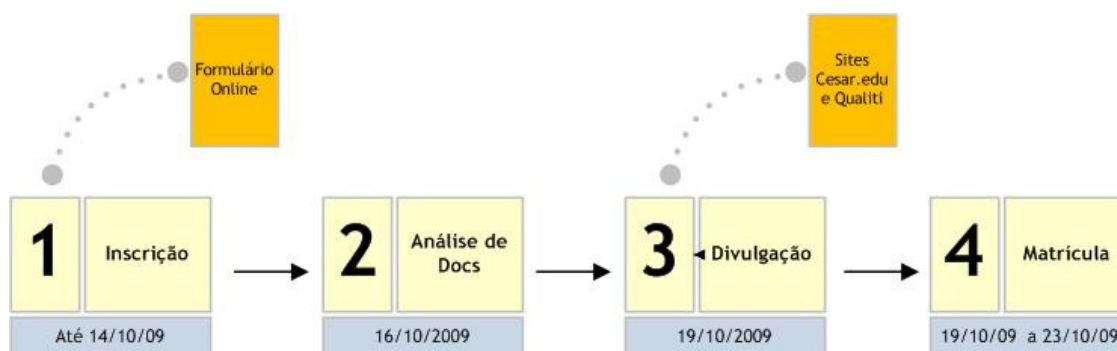 Formulário
Online
Sites
Cesar.edu
e Qualiti
1
Inscrição
2
Análise de
Docs
3
Divulgação
4
Matrícula
Até 14/10/09
16/10/2009
19/10/2009
19/10/09 a 23/10/09